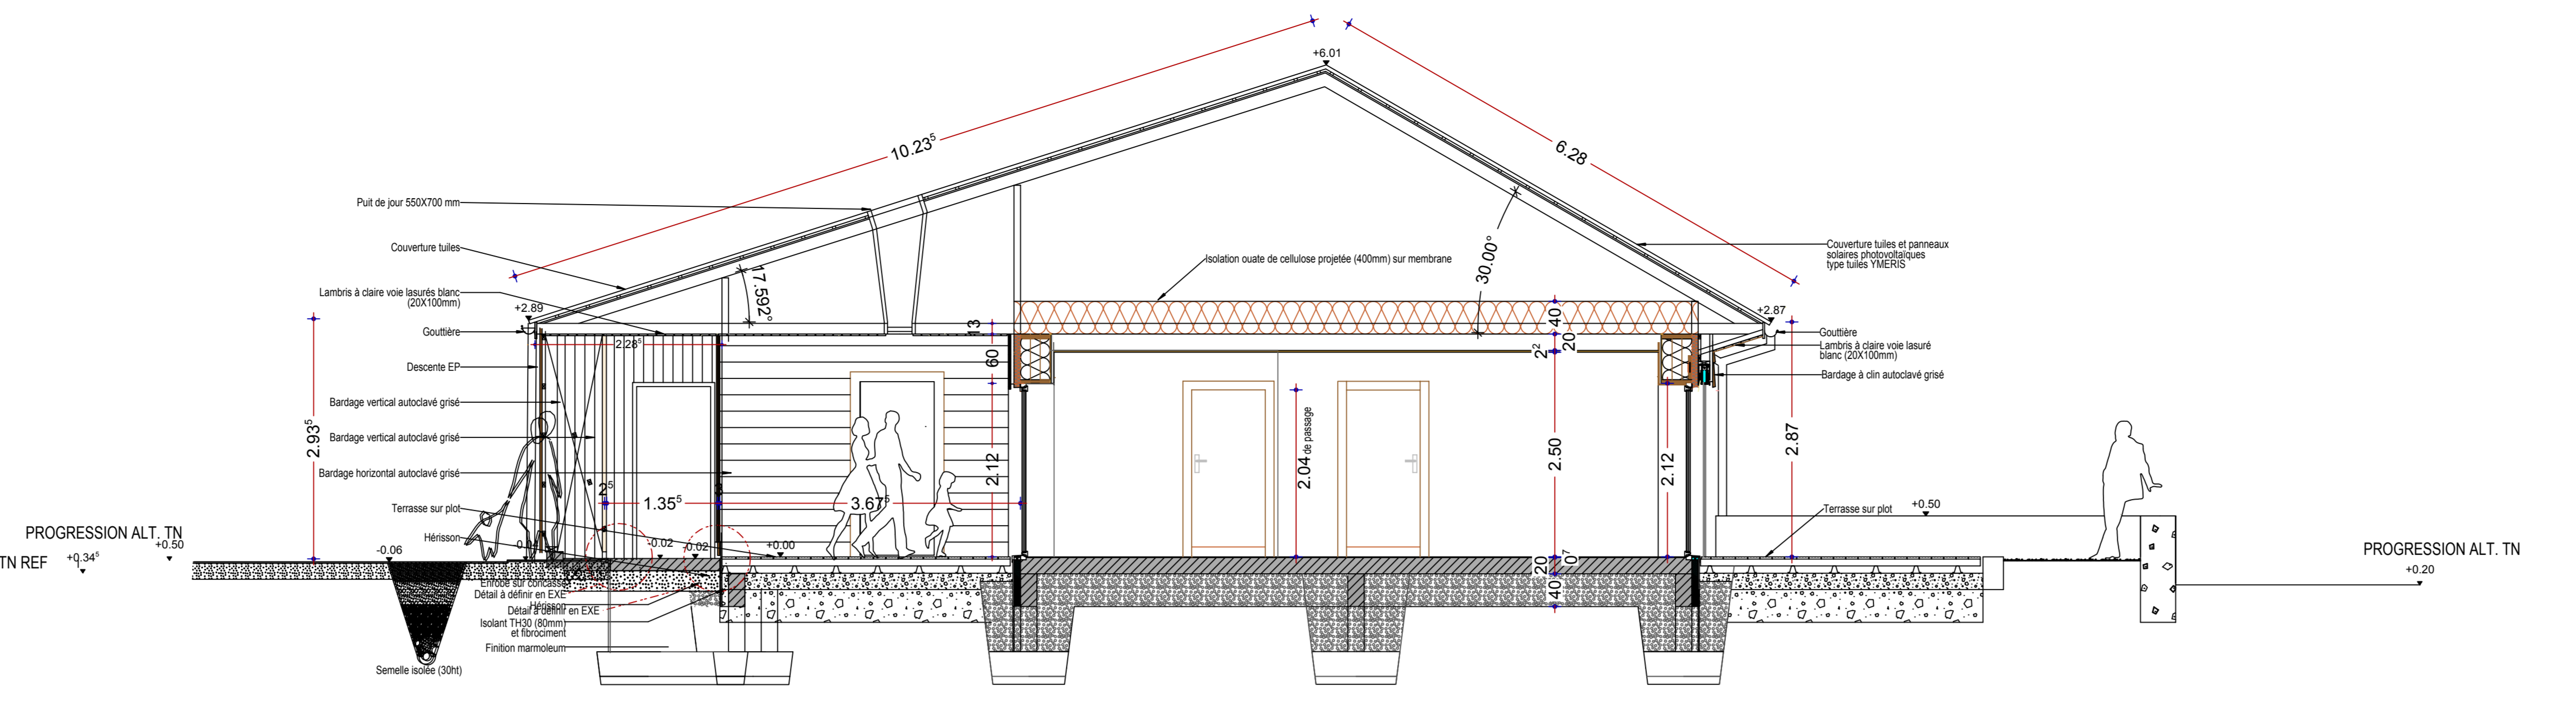 +6.01
10.23⁵
6.28
Puit de jour 550X700 mm
Couverture tuiles
Couverture tuiles et panneaux
solaires photovoltaïques
type tuiles YMERIS
Isolation ouate de cellulose projetée (400mm) sur membrane
30.00°
17.592°
Lambris à claire voie lasurés blanc
(20X100mm)
+2.89
+2.87
Gouttière
Gouttière
13
40
20
2²
2.28⁵
60
Lambris à claire voie lasuré
blanc (20X100mm)
Descente EP
Bardage à clin autoclavé grisé
Bardage vertical autoclavé grisé
2.93⁵
Bardage vertical autoclavé grisé
2.04 de passage
2.50
2.87
Bardage horizontal autoclavé grisé
2.12
2.12
2⁵
1.35⁵
3.67⁵
Terrasse sur plot
Terrasse sur plot
+0.50
PROGRESSION ALT. TN
+0.50
Hérisson
-0.06
-0.02
-0.02
+0.00
PROGRESSION ALT. TN
+0.20
TN REF
+0.34⁵
20
0⁷
40
Enrobé sur concassé
Détail à définir en EXE
Hérisson
Détail à définir en EXE
Isolant TH30 (80mm)
et fibrociment
Finition marmoleum
Semelle isolée (30ht)